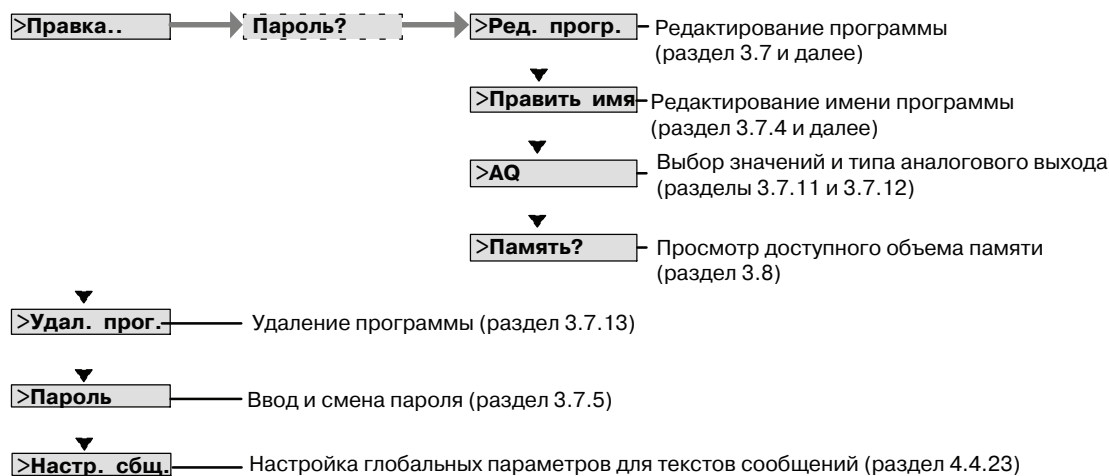 >Правка..
Пароль?
>Ред. прогр.
Редактирование программы
(раздел 3.7 и далее)
>Править имя
Редактирование имени программы
(раздел 3.7.4 и далее)
>AQ
Выбор значений и типа аналогового выхода
(разделы 3.7.11 и 3.7.12)
>Память?
Просмотр доступного объема памяти
(раздел 3.8)
>Удал. прог.
Удаление программы (раздел 3.7.13)
>Пароль
Ввод и смена пароля (раздел 3.7.5)
>Настр. сбщ.
Настройка глобальных параметров для текстов сообщений (раздел 4.4.23)